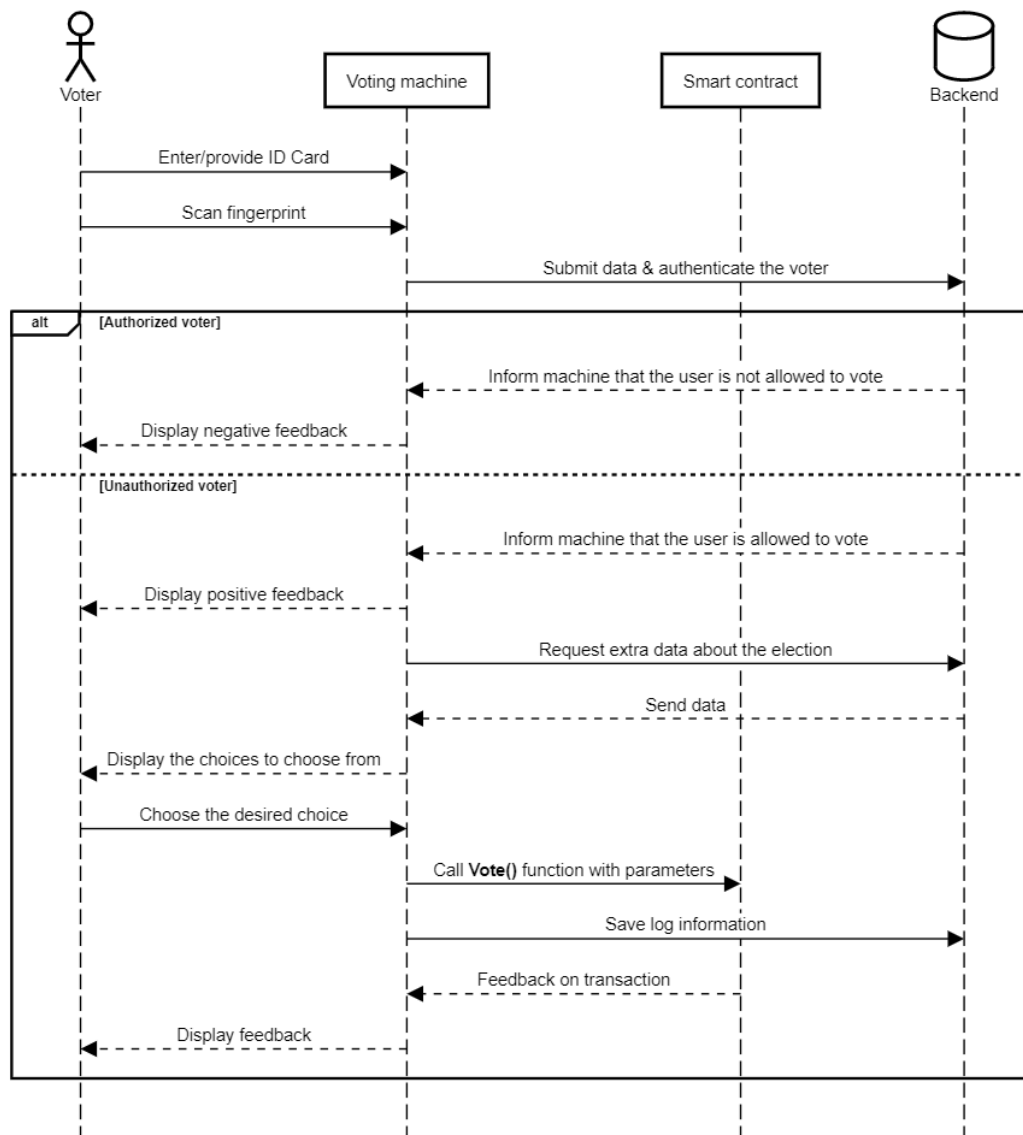 Voter
Voting machine
Smart contract
Backend
Enter/provide ID Card
Scan fingerprint
Submit data & authenticate the voter
alt
[Authorized voter]
Inform machine that the user is not allowed to vote
Display negative feedback
[Unauthorized voter]
Inform machine that the user is allowed to vote
Display positive feedback
Request extra data about the election
Send data
Display the choices to choose from
Choose the desired choice
Call Vote() function with parameters
Save log information
Feedback on transaction
Display feedback